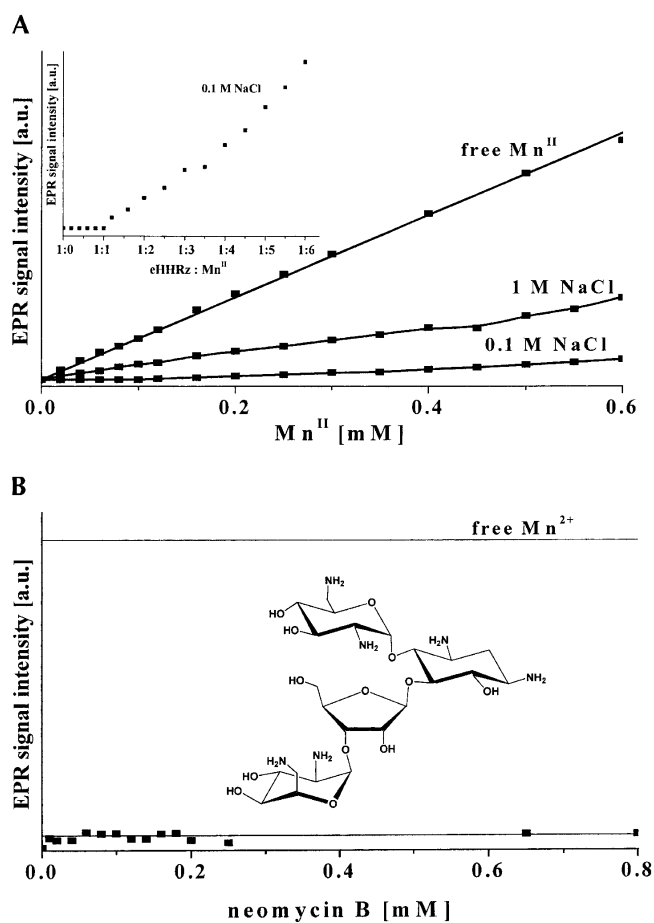 A
EPR signal intensity [a.u.]
EPR signal intensity [a.u.]
0.1 M NaCl
1:0 1:1 1:2 1:3 1:4 1:5 1:6
eHHRz : Mn^II
free Mn^II
1 M NaCl
0.1 M NaCl
0.0 0.2 0.4 0.6
Mn^II [mM]
B
EPR signal intensity [a.u.]
free Mn^2+
NH₂
HO
O
HO
NH₂
O
H₂N
NH₂
OH
O
HO
O
O
OH
H₂N
NH₂
HO
O
HO
O
0.0 0.2 0.4 0.6 0.8
neomycin B [mM]